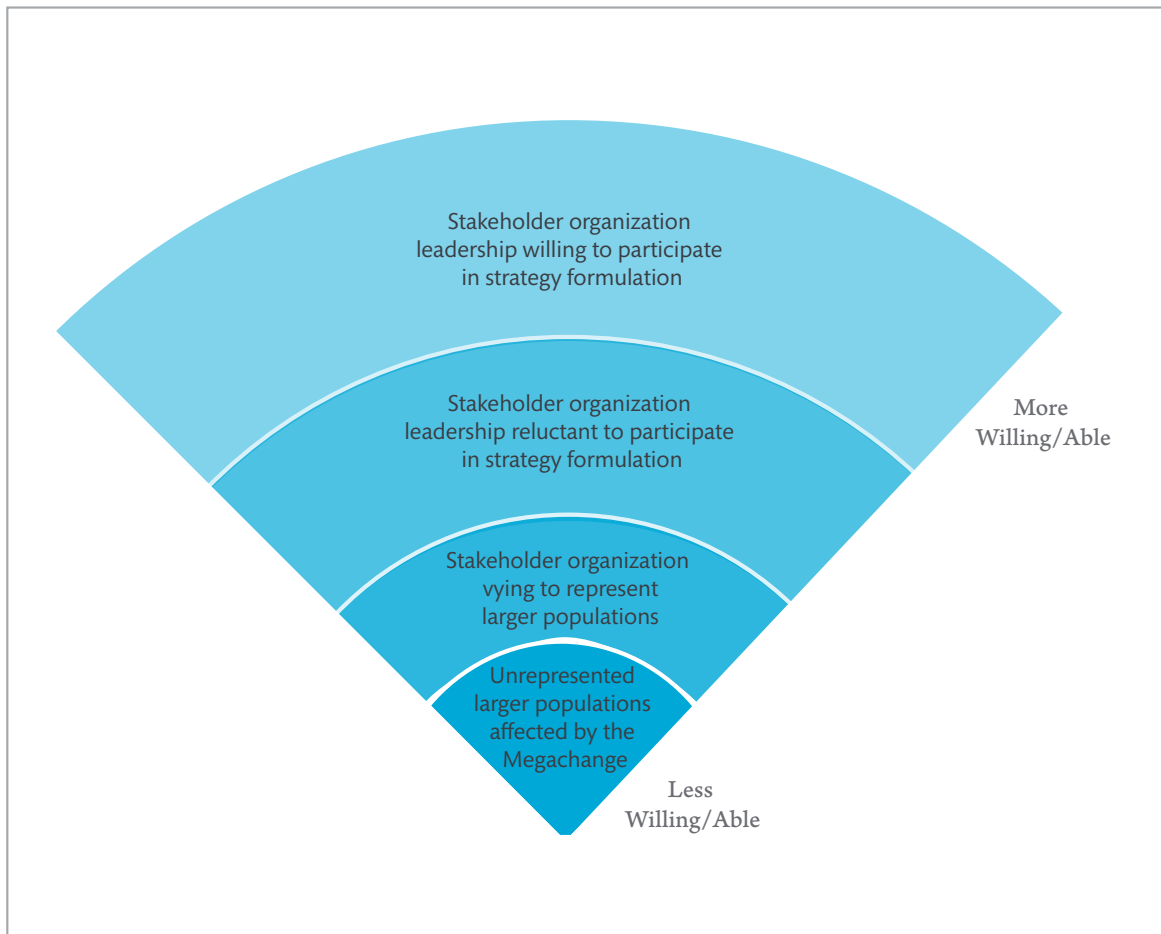 Stakeholder organization
leadership willing to participate
in strategy formulation
Stakeholder organization
leadership reluctant to participate
in strategy formulation
More
Willing/Able
Stakeholder organization
vying to represent
larger populations
Unrepresented
larger populations
affected by the
Megachange
Less
Willing/Able